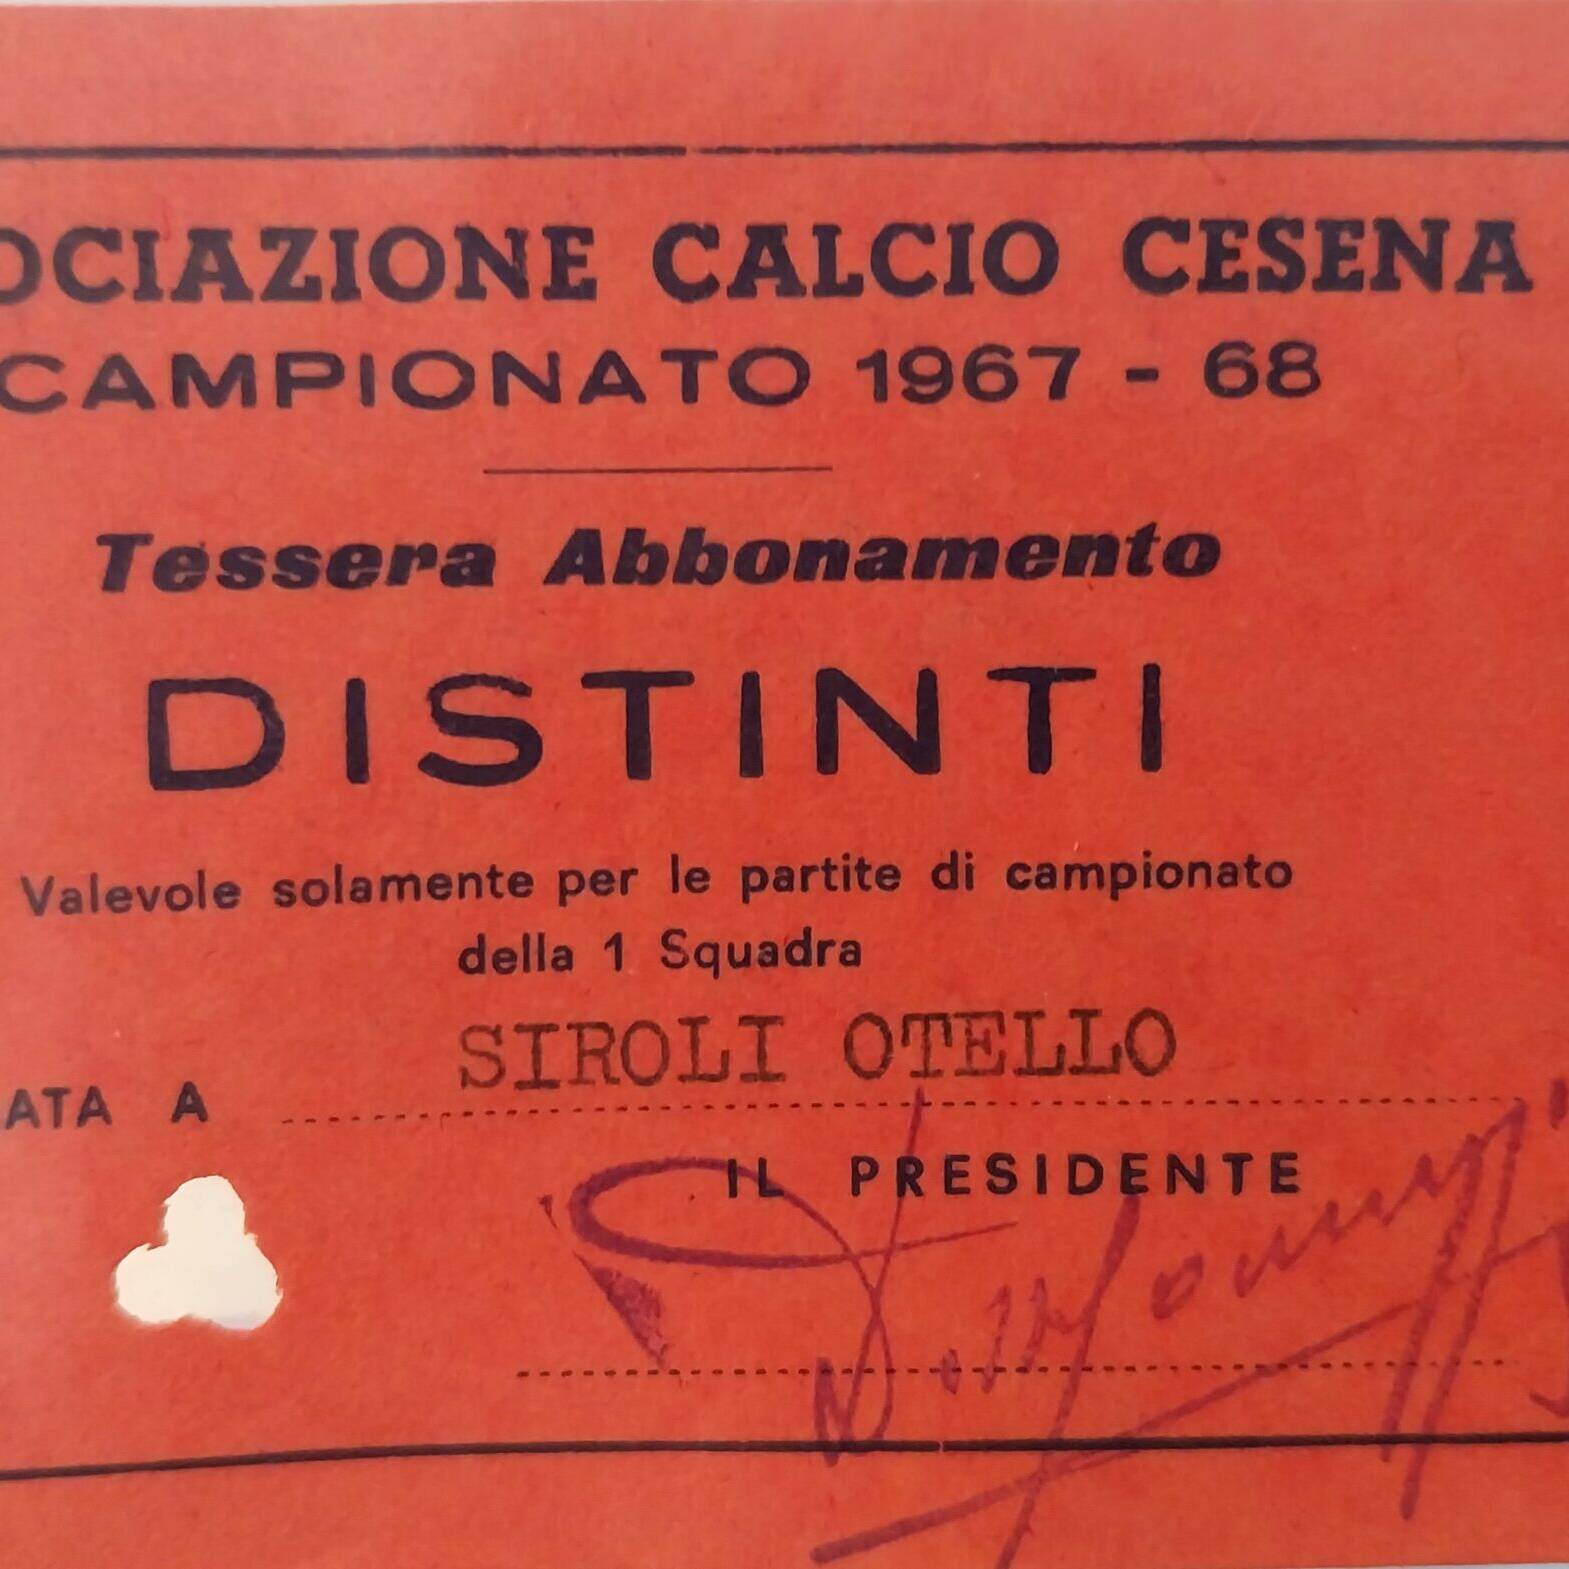 OCIAZIONE CALCIO CESENA
CAMPIONATO 1967 - 68
Tessera Abbonamento
DISTINTI
Valevole solamente per le partite di campionato
della 1 Squadra
SIROLI OTELLO
ATA A
IL PRESIDENTE